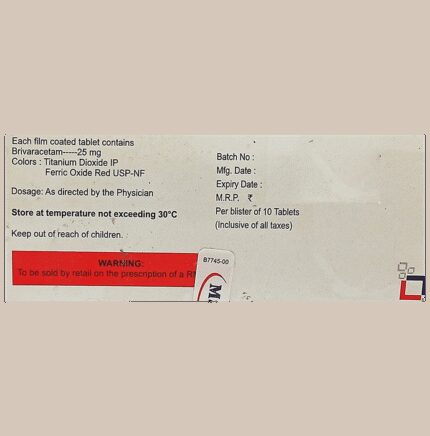 Each film coated tablet contains
Brivaracetam-----25 mg
Colors : Titanium Dioxide IP
Ferric Oxide Red USP-NF
Dosage: As directed by the Physician
Store at temperature not exceeding 30°C
Keep out of reach of children.
WARNING:
To be sold by retail on the prescription of a
Batch No :
Mfg. Date :
Expiry Date :
M.R.P. ₹
Per blister of 10 Tablets
(Inclusive of all taxes)
B7745-00